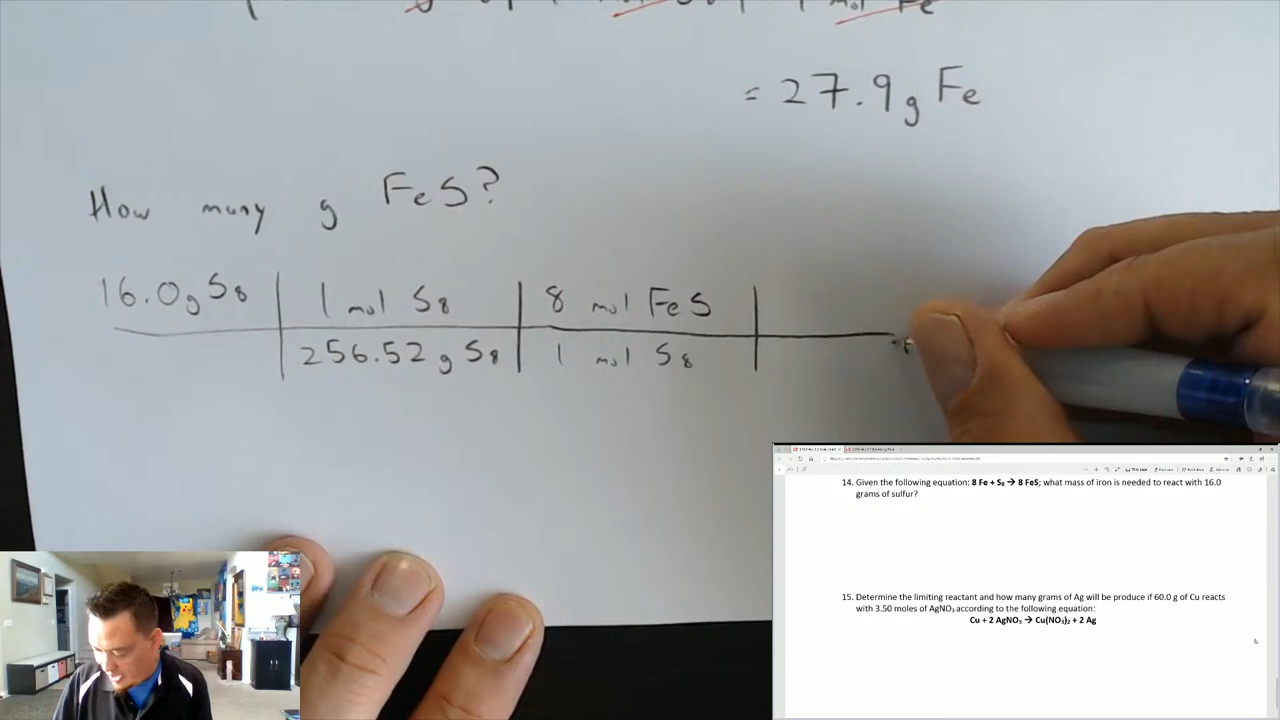 = 27.9g Fe
How many g FeS?
16.0g S8 | 1 mol S8 | 8 mol FeS |
256.52 g S8 | 1 mol S8 |
14. Given the following equation: 8 Fe + S₈ → 8 FeS; what mass of iron is needed to react with 16.0
grams of sulfur?
15. Determine the limiting reactant and how many grams of Ag will be produce if 60.0 g of Cu reacts
with 3.50 moles of AgNO₃ according to the following equation:
Cu + 2 AgNO₃ → Cu(NO₃)₂ + 2 Ag